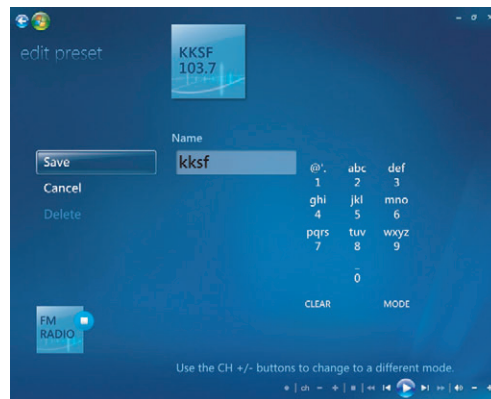 edit preset
KKSF
103.7
Name
kksf
Save
Cancel
Delete
@'. abc def
1 2 3
ghi jkl mno
4 5 6
pqrs tuv wxyz
7 8 9
_
0
CLEAR MODE
FM
RADIO
Use the CH +/- buttons to change to a different mode.
ch - +